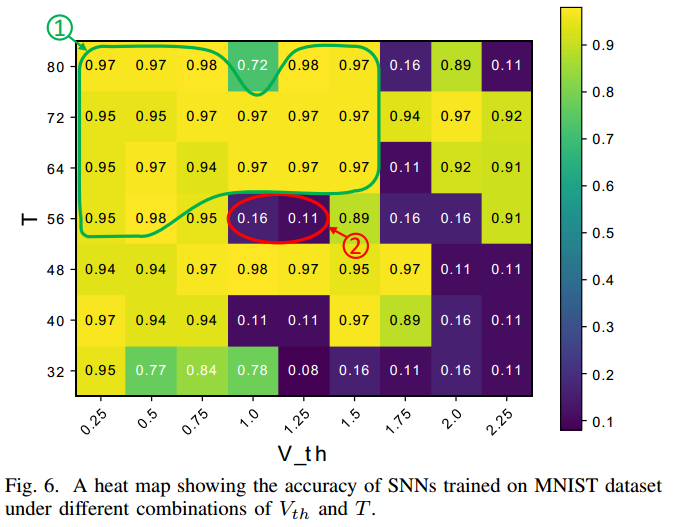 ①
80 0.97 0.97 0.98 0.72 0.98 0.97 0.16 0.89 0.11
72 0.95 0.95 0.97 0.97 0.97 0.97 0.94 0.97 0.92
64 0.95 0.97 0.94 0.97 0.97 0.97 0.11 0.92 0.91
T
56 0.95 0.98 0.95 0.16 0.11 0.89 0.16 0.16 0.91
②
48 0.94 0.94 0.97 0.98 0.97 0.95 0.97 0.11 0.11
40 0.97 0.94 0.94 0.11 0.11 0.97 0.89 0.16 0.11
32 0.95 0.77 0.84 0.78 0.08 0.16 0.11 0.16 0.11
0.25 0.5 0.75 1.0 1.25 1.5 1.75 2.0 2.25
V_th
0.9
0.8
0.7
0.6
0.5
0.4
0.3
0.2
0.1
Fig. 6. A heat map showing the accuracy of SNNs trained on MNIST dataset
under different combinations of V_{th} and T.